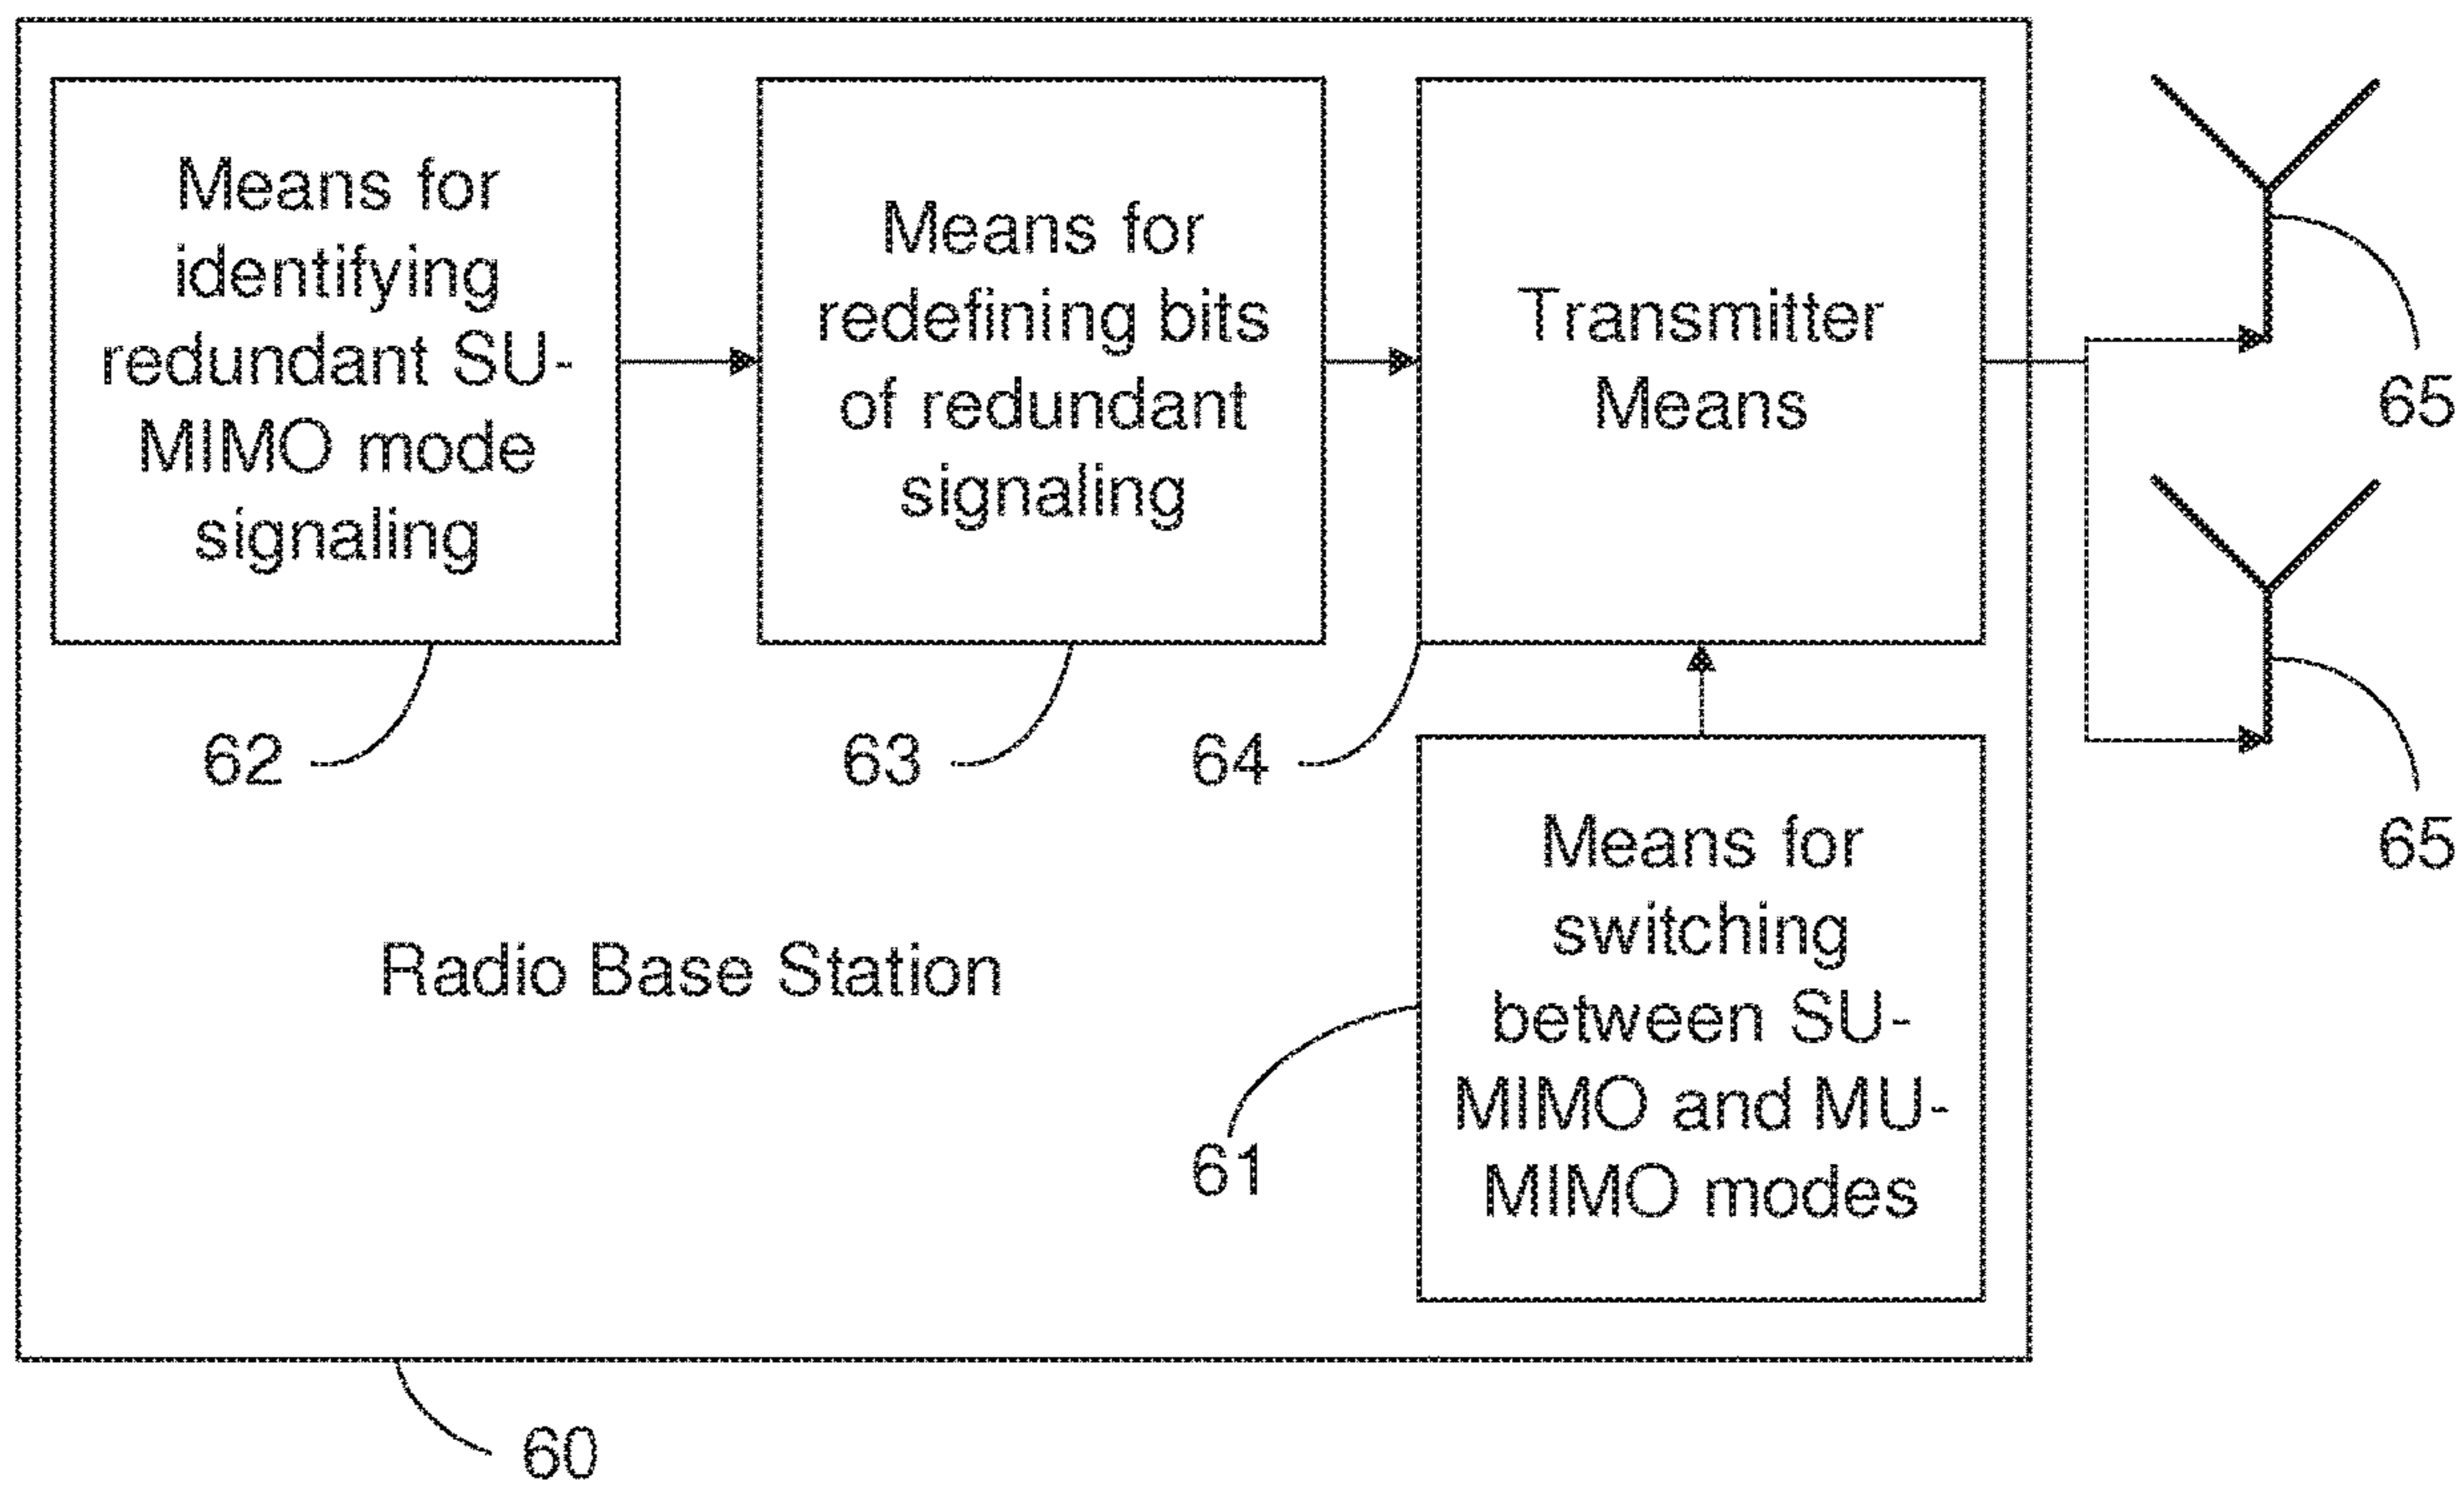 Means for
identifying
redundant SU-
MIMO mode
signaling
Means for
redefining bits
of redundant
signaling
Transmitter
Means
65
65
62
63
64
Means for
switching
between SU-
MIMO and MU-
MIMO modes
Radio Base Station
61
60